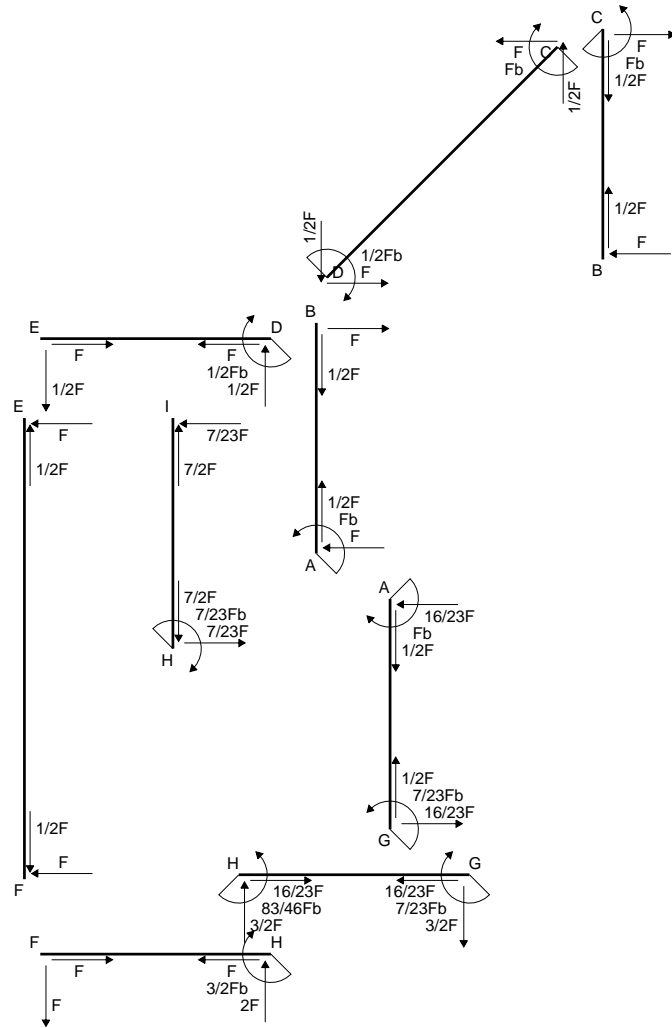 C
F
C
F
Fb
1/2F
F
Fb
1/2F
1/2F
F
B
1/2F
1/2Fb
D
F
E
D
F
F
1/2Fb
1/2F
1/2F
B
F
1/2F
1/2F
Fb
F
A
E
F
1/2F
1/2F
F
F
I
7/23F
7/2F
7/2F
7/23Fb
7/23F
H
A
16/23F
Fb
1/2F
1/2F
7/23Fb
16/23F
G
H
G
16/23F
83/46Fb
3/2F
16/23F
7/23Fb
3/2F
F
H
F
F
3/2Fb
2F
F